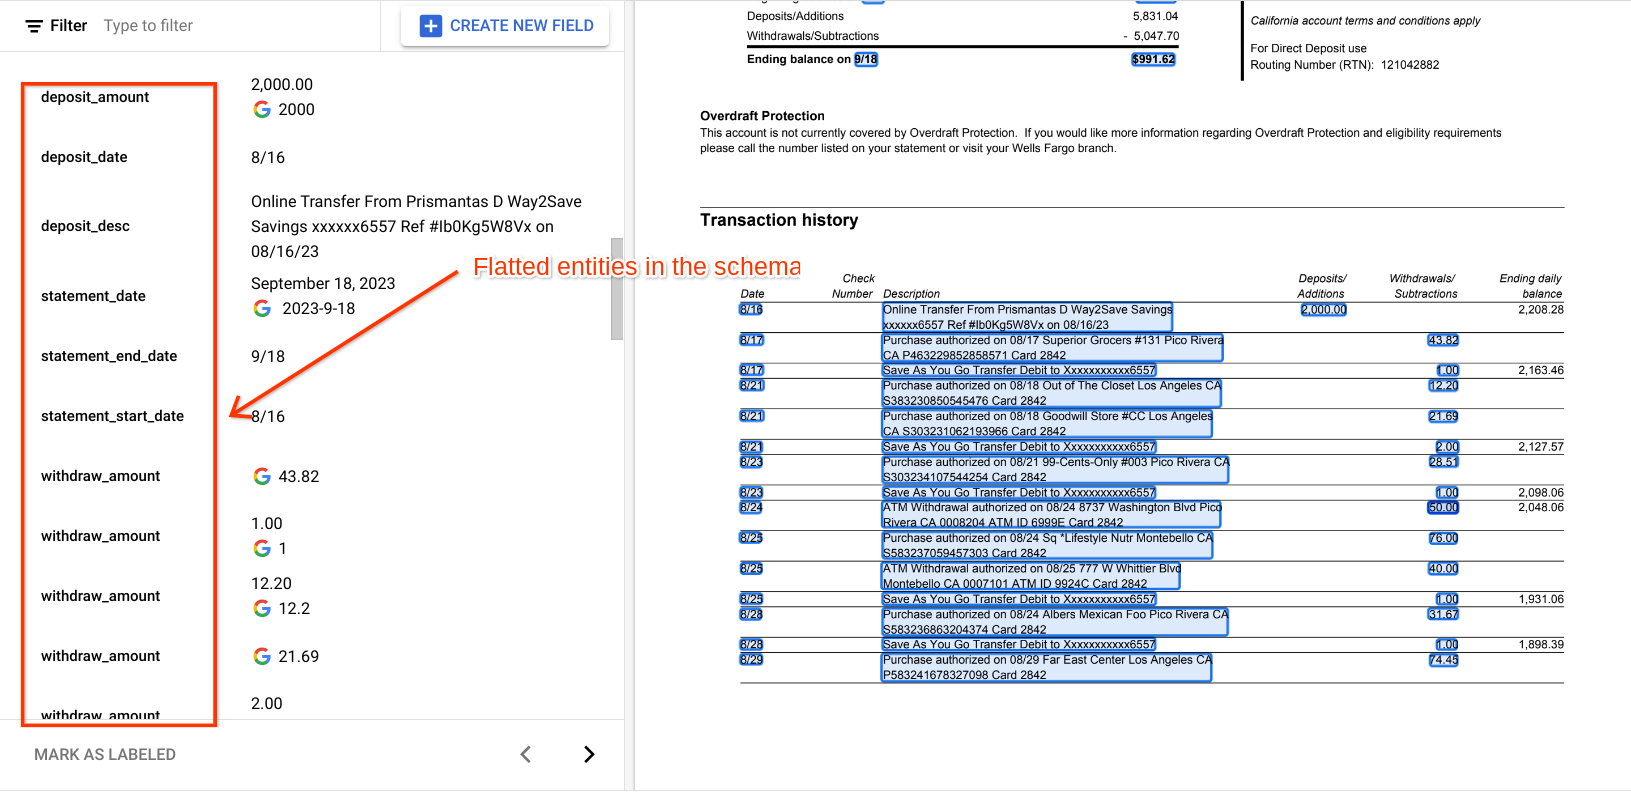 Filter Type to filter
CREATE NEW FIELD
deposit_amount
2,000.00
2000
deposit_date
8/16
deposit_desc
Online Transfer From Prismantas D Way2Save
Savings xxxxxx6557 Ref #Ib0Kg5W8Vx on
08/16/23
statement_date
September 18, 2023
2023-9-18
statement_end_date
9/18
statement_start_date
8/16
withdraw_amount
43.82
withdraw_amount
1.00
1
withdraw_amount
12.20
12.2
withdraw_amount
21.69
withdraw_amount
2.00
MARK AS LABELED
Flatted entities in the schema
Deposits/Additions 5,831.04
Withdrawals/Subtractions - 5,047.70
Ending balance on 9/18 $991.62
California account terms and conditions apply
For Direct Deposit use
Routing Number (RTN): 121042882
Overdraft Protection
This account is not currently covered by Overdraft Protection. If you would like more information regarding Overdraft Protection and eligibility requirements
please call the number listed on your statement or visit your Wells Fargo branch.
Transaction history
Check Deposits/ Withdrawals/ Ending daily
Date Number Description Additions Subtractions balance
8/16 Online Transfer From Prismantas D Way2Save Savings 2,000.00 2,208.28
xxxxxx6557 Ref #Ib0Kg5W8Vx on 08/16/23
8/17 Purchase authorized on 08/17 Superior Grocers #131 Pico Rivera 43.82
CA P463229852858571 Card 2842
8/17 Save As You Go Transfer Debit to Xxxxxxxxxxx6557 1.00 2,163.46
8/21 Purchase authorized on 08/18 Out of The Closet Los Angeles CA 12.20
S383230850545476 Card 2842
8/21 Purchase authorized on 08/18 Goodwill Store #CC Los Angeles 21.69
CA S303231062193966 Card 2842
8/21 Save As You Go Transfer Debit to Xxxxxxxxxxx6557 2.00 2,127.57
8/23 Purchase authorized on 08/21 99-Cents-Only #003 Pico Rivera CA 28.51
S303234107544254 Card 2842
8/23 Save As You Go Transfer Debit to Xxxxxxxxxxx6557 1.00 2,098.06
8/24 ATM Withdrawal authorized on 08/24 8737 Washington Blvd Pico 50.00 2,048.06
Rivera CA 0008204 ATM ID 6999E Card 2842
8/25 Purchase authorized on 08/24 Sq *Lifestyle Nutr Montebello CA 76.00
S583237059457303 Card 2842
8/25 ATM Withdrawal authorized on 08/25 777 W Whittier Blvd 40.00
Montebello CA 0007101 ATM ID 9924C Card 2842
8/25 Save As You Go Transfer Debit to Xxxxxxxxxxx6557 1.00 1,931.06
8/28 Purchase authorized on 08/24 Albers Mexican Foo Pico Rivera CA 31.67
S583236863204374 Card 2842
8/28 Save As You Go Transfer Debit to Xxxxxxxxxxx6557 1.00 1,898.39
8/29 Purchase authorized on 08/29 Far East Center Los Angeles CA 74.45
P583241678327098 Card 2842